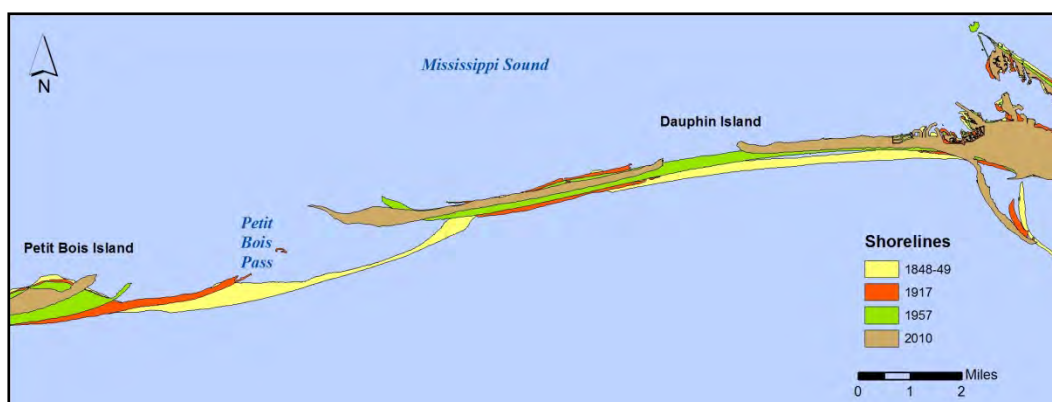 N
Mississippi Sound
Dauphin Island
Petit
Bois
Pass
Petit Bois Island
Shorelines
1848-49
1917
1957
2010
Miles
0 1 2